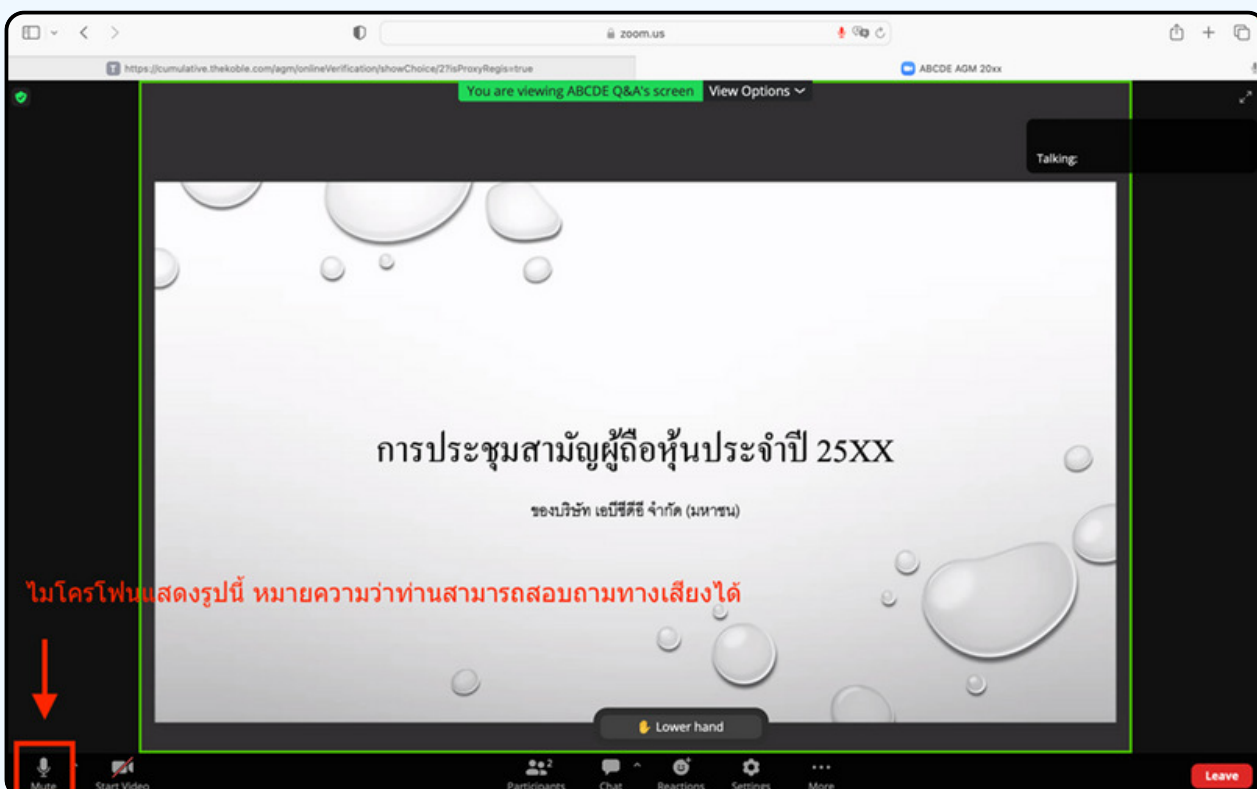 zoom.us
T https://cumulative.thekoble.com/agm/onlineVerification/showChoice/2?isProxyRegis=true
ABCDE AGM 20xx
You are viewing ABCDE Q&A's screen View Options
Talking:
การประชุมสามัญผู้ถือหุ้นประจำปี 25XX
ของบริษัท เอบีซีดีอี จำกัด (มหาชน)
ไมโครโฟนแสดงรูปนี้ หมายความว่าท่านสามารถสอบถามทางเสียงได้
Lower hand
2
Mute Start Video Participants Chat Reactions Settings More Leave